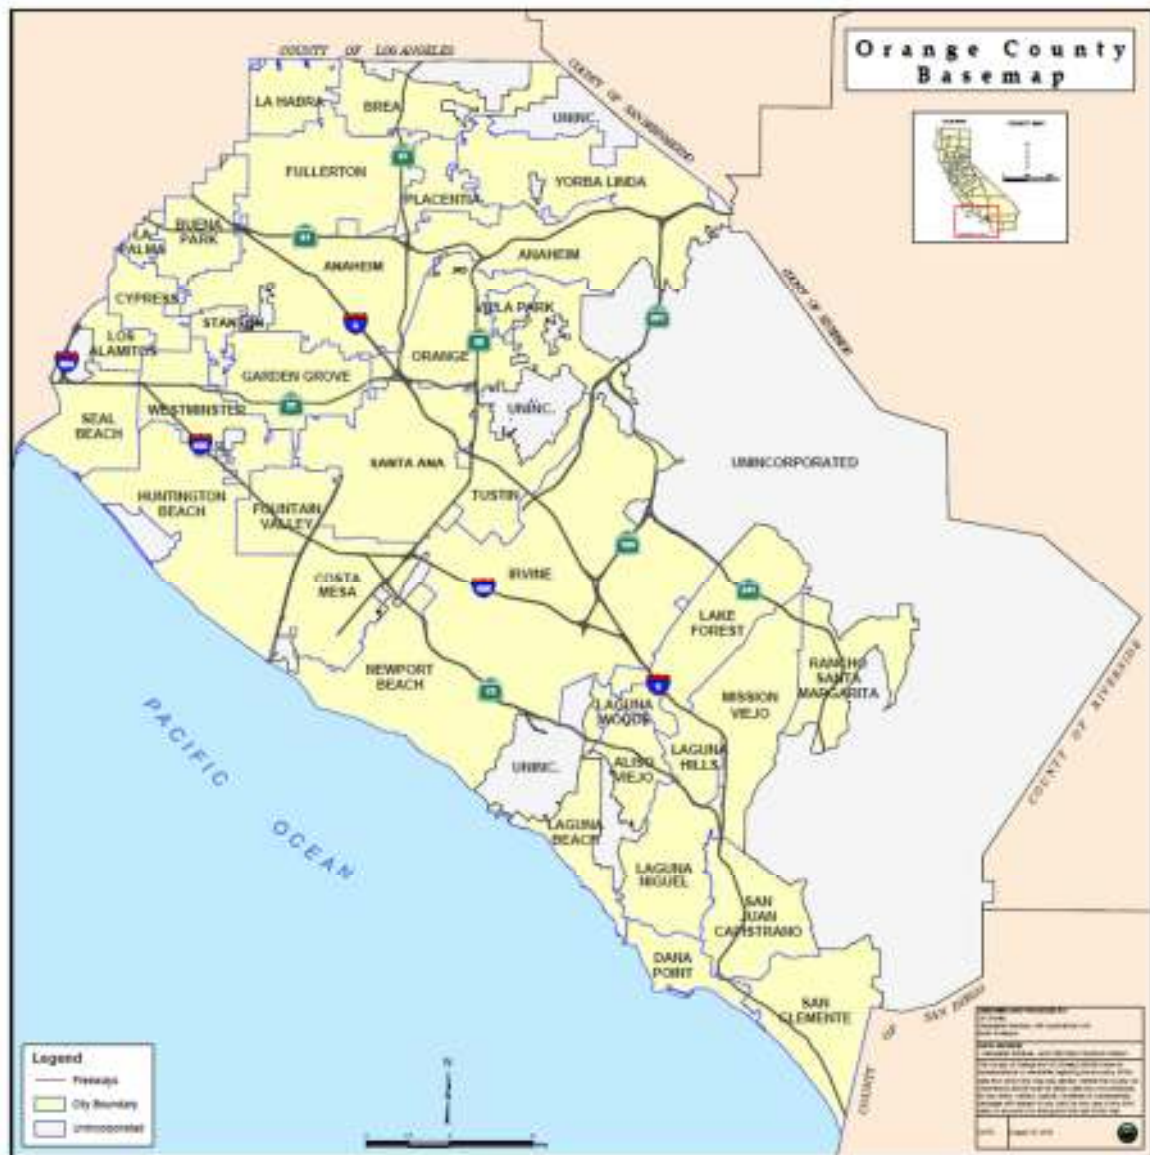 Orange County
Basemap
COUNTY OF LOS ANGELES
COUNTY OF SAN BERNARDINO
LA HABRA
BREA
UNINC.
FULLERTON
PLACENTIA
YORBA LINDA
BUENA
PARK
LA
PALMA
ANAHEIM
ANAHEIM
CYPRESS
STANTON
VILLA PARK
LOS
ALAMITOS
ORANGE
GARDEN GROVE
UNINC.
SEAL
BEACH
WESTMINSTER
SANTA ANA
UNINCORPORATED
HUNTINGTON
BEACH
FOUNTAIN
VALLEY
TUSTIN
COSTA
MESA
IRVINE
LAKE
FOREST
NEWPORT
BEACH
RANCHO
SANTA
MARGARITA
MISSION
VIEJO
LAGUNA
WOODS
LAGUNA
HILLS
ALISO
VIEJO
UNINC.
LAGUNA
BEACH
COUNTY OF RIVERSIDE
PACIFIC
OCEAN
LAGUNA
NIGUEL
SAN
JUAN
CAPISTRANO
DANA
POINT
SAN
CLEMENTE
COUNTY OF SAN DIEGO
Legend
Freeways
City Boundary
Unincorporated